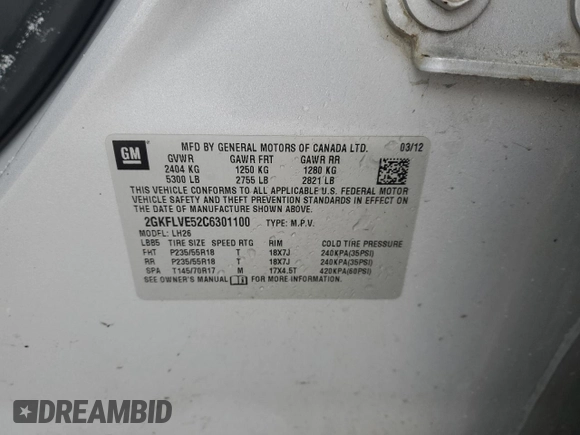 GM
MFD BY GENERAL MOTORS OF CANADA LTD. 03/12
GVWR GAWR FRT GAWR RR
2404 KG 1250 KG 1280 KG
5300 LB 2755 LB 2821 LB
THIS VEHICLE CONFORMS TO ALL APPLICABLE U.S. FEDERAL MOTOR
VEHICLE SAFETY AND THEFT PREVENTION STANDARDS IN EFFECT ON THE
DATE OF MANUFACTURE SHOWN ABOVE.
2GKFLVE52C6301100 TYPE: M.P.V.
MODEL: LH26
LBB5 TIRE SIZE SPEED RTG RIM COLD TIRE PRESSURE
FHT P235/55R18 T 18X7J 240KPA(35PSI)
RR P235/55R18 T 18X7J 240KPA(35PSI)
SPA T145/70R17 M 17X4.5T 420KPA(60PSI)
SEE OWNER'S MANUAL FOR MORE INFORMATION.
DREAMBID